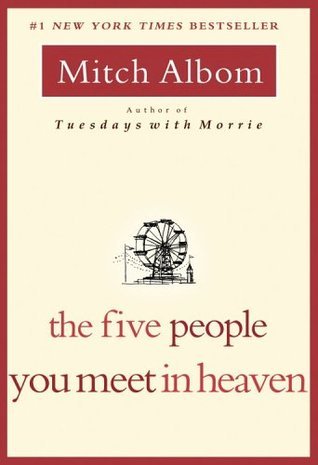 #1 NEW YORK TIMES BESTSELLER
Mitch Albom
Author of
Tuesdays with Morrie
the five people
you meet in heaven